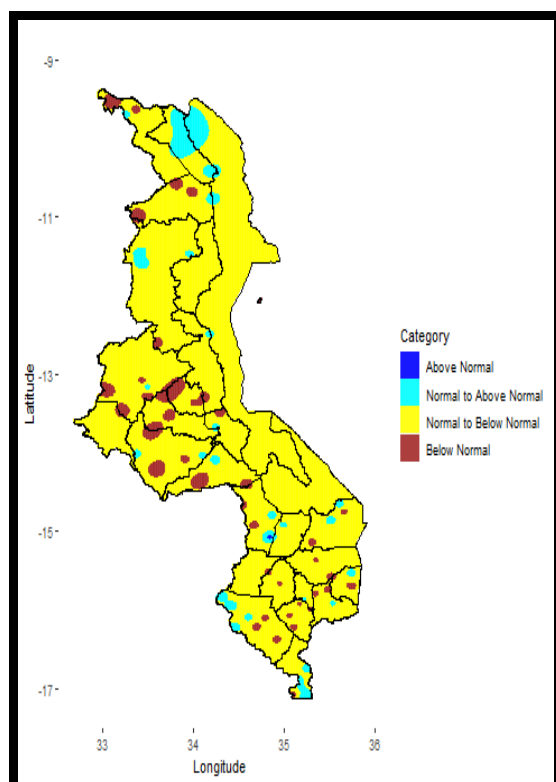 -9
-11
-13
-15
-17
Latitude
33
34
35
36
Longitude
Category
Above Normal
Normal to Above Normal
Normal to Below Normal
Below Normal